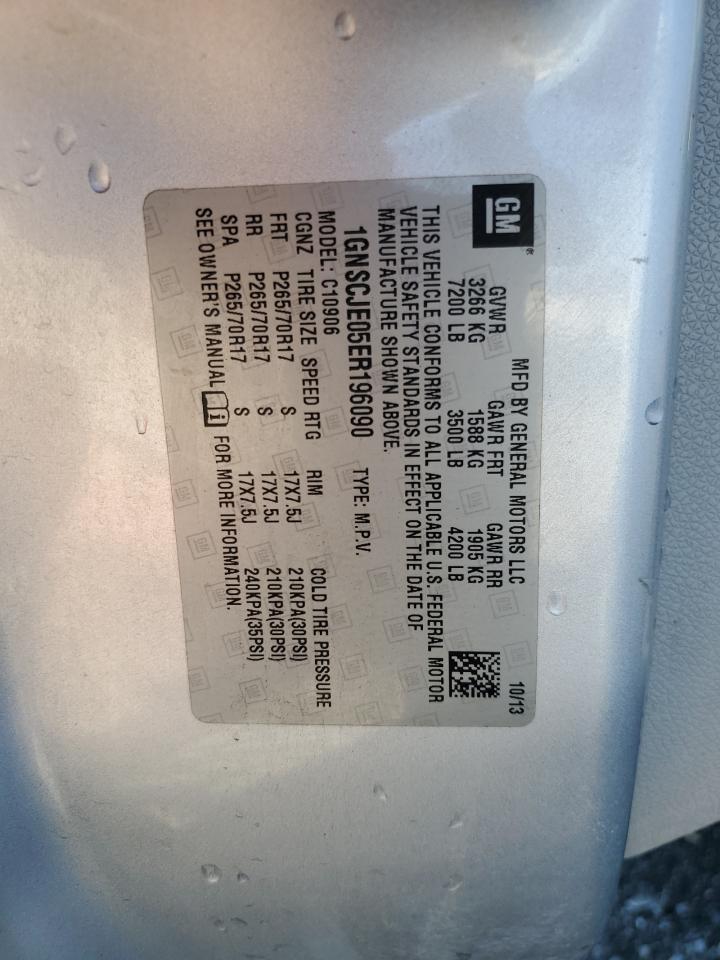 GM
MFD BY GENERAL MOTORS LLC 10/13
GVWR GAWR FRT GAWR RR
3266 KG 1588 KG 1905 KG
7200 LB 3500 LB 4200 LB
THIS VEHICLE CONFORMS TO ALL APPLICABLE U.S. FEDERAL MOTOR
VEHICLE SAFETY STANDARDS IN EFFECT ON THE DATE OF
MANUFACTURE SHOWN ABOVE.
1GNSCJE05ER196090 TYPE: M.P.V.
MODEL: C10906
CGNZ TIRE SIZE SPEED RTG RIM COLD TIRE PRESSURE
FRT P265/70R17 S 17X7.5J 210KPA(30PSI)
RR P265/70R17 S 17X7.5J 210KPA(30PSI)
SPA P265/70R17 S 17X7.5J 240KPA(35PSI)
SEE OWNER'S MANUAL i FOR MORE INFORMATION.